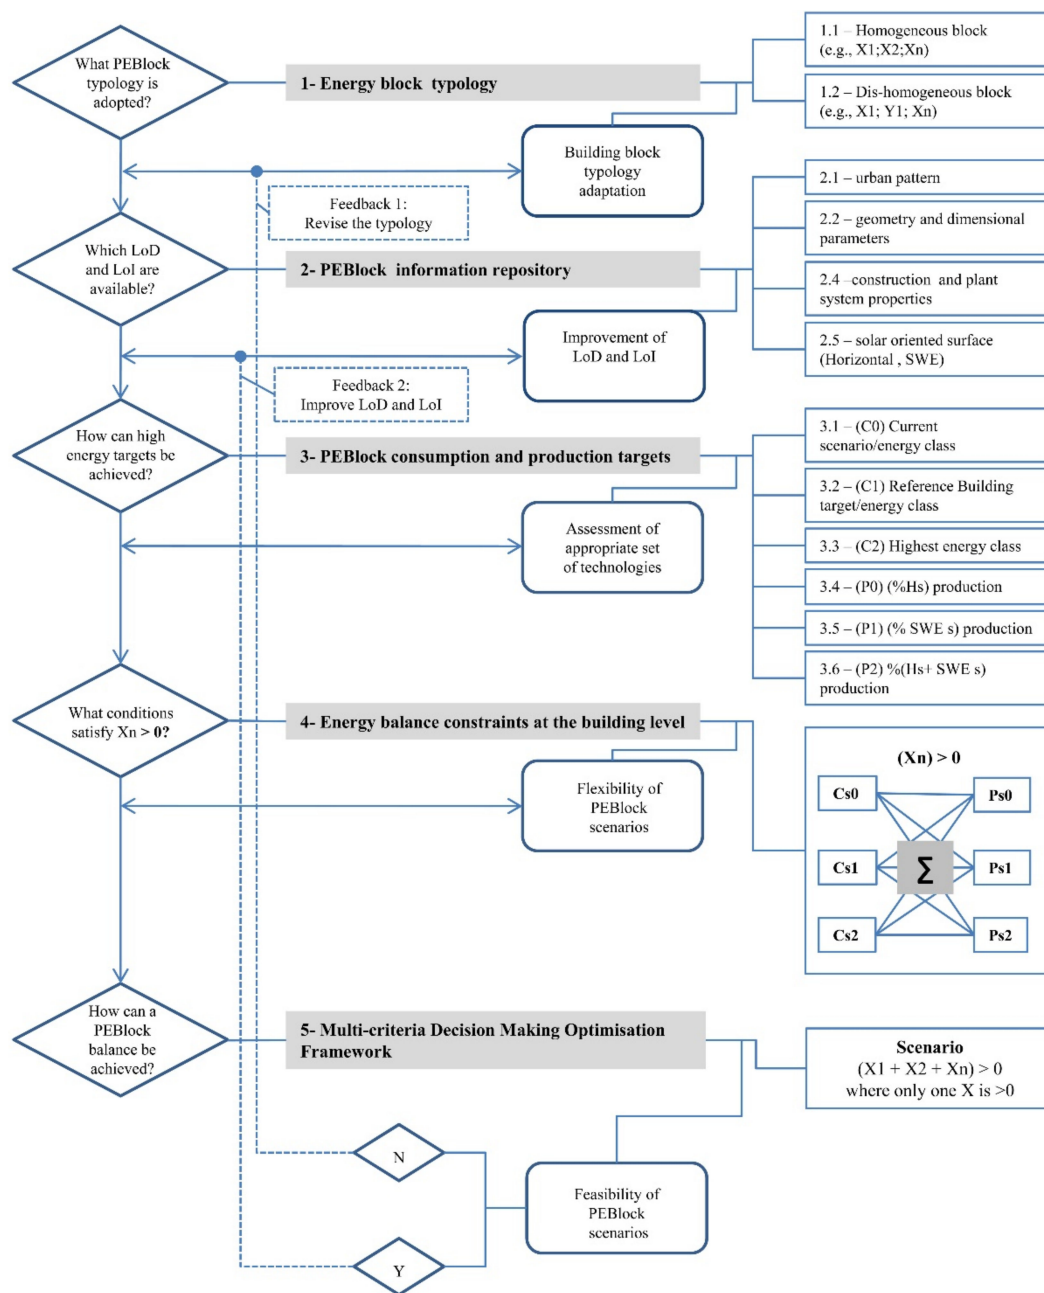 What PEBlock
typology is
adopted?
1- Energy block typology
1.1 – Homogeneous block
(e.g., X1;X2;Xn)
1.2 – Dis-homogeneous block
(e.g., X1; Y1; Xn)
Building block
typology
adaptation
Feedback 1:
Revise the typology
Which LoD
and LoI are
available?
2- PEBlock information repository
2.1 – urban pattern
2.2 – geometry and dimensional
parameters
2.4 –construction and plant
system properties
2.5 – solar oriented surface
(Horizontal , SWE)
Improvement of
LoD and LoI
Feedback 2:
Improve LoD and LoI
How can high
energy targets be
achieved?
3- PEBlock consumption and production targets
3.1 – (C0) Current
scenario/energy class
3.2 – (C1) Reference Building
target/energy class
3.3 – (C2) Highest energy class
3.4 – (P0) (%Hs) production
3.5 – (P1) (% SWE s) production
3.6 – (P2) %(Hs+ SWE s)
production
Assessment of
appropriate set
of technologies
What conditions
satisfy Xn > 0?
4- Energy balance constraints at the building level
Flexibility of
PEBlock
scenarios
(Xn) > 0
Cs0
Ps0
Cs1
Σ
Ps1
Cs2
Ps2
How can a
PEBlock
balance be
achieved?
5- Multi-criteria Decision Making Optimisation
Framework
Scenario
(X1 + X2 + Xn) > 0
where only one X is >0
N
Feasibility of
PEBlock
scenarios
Y